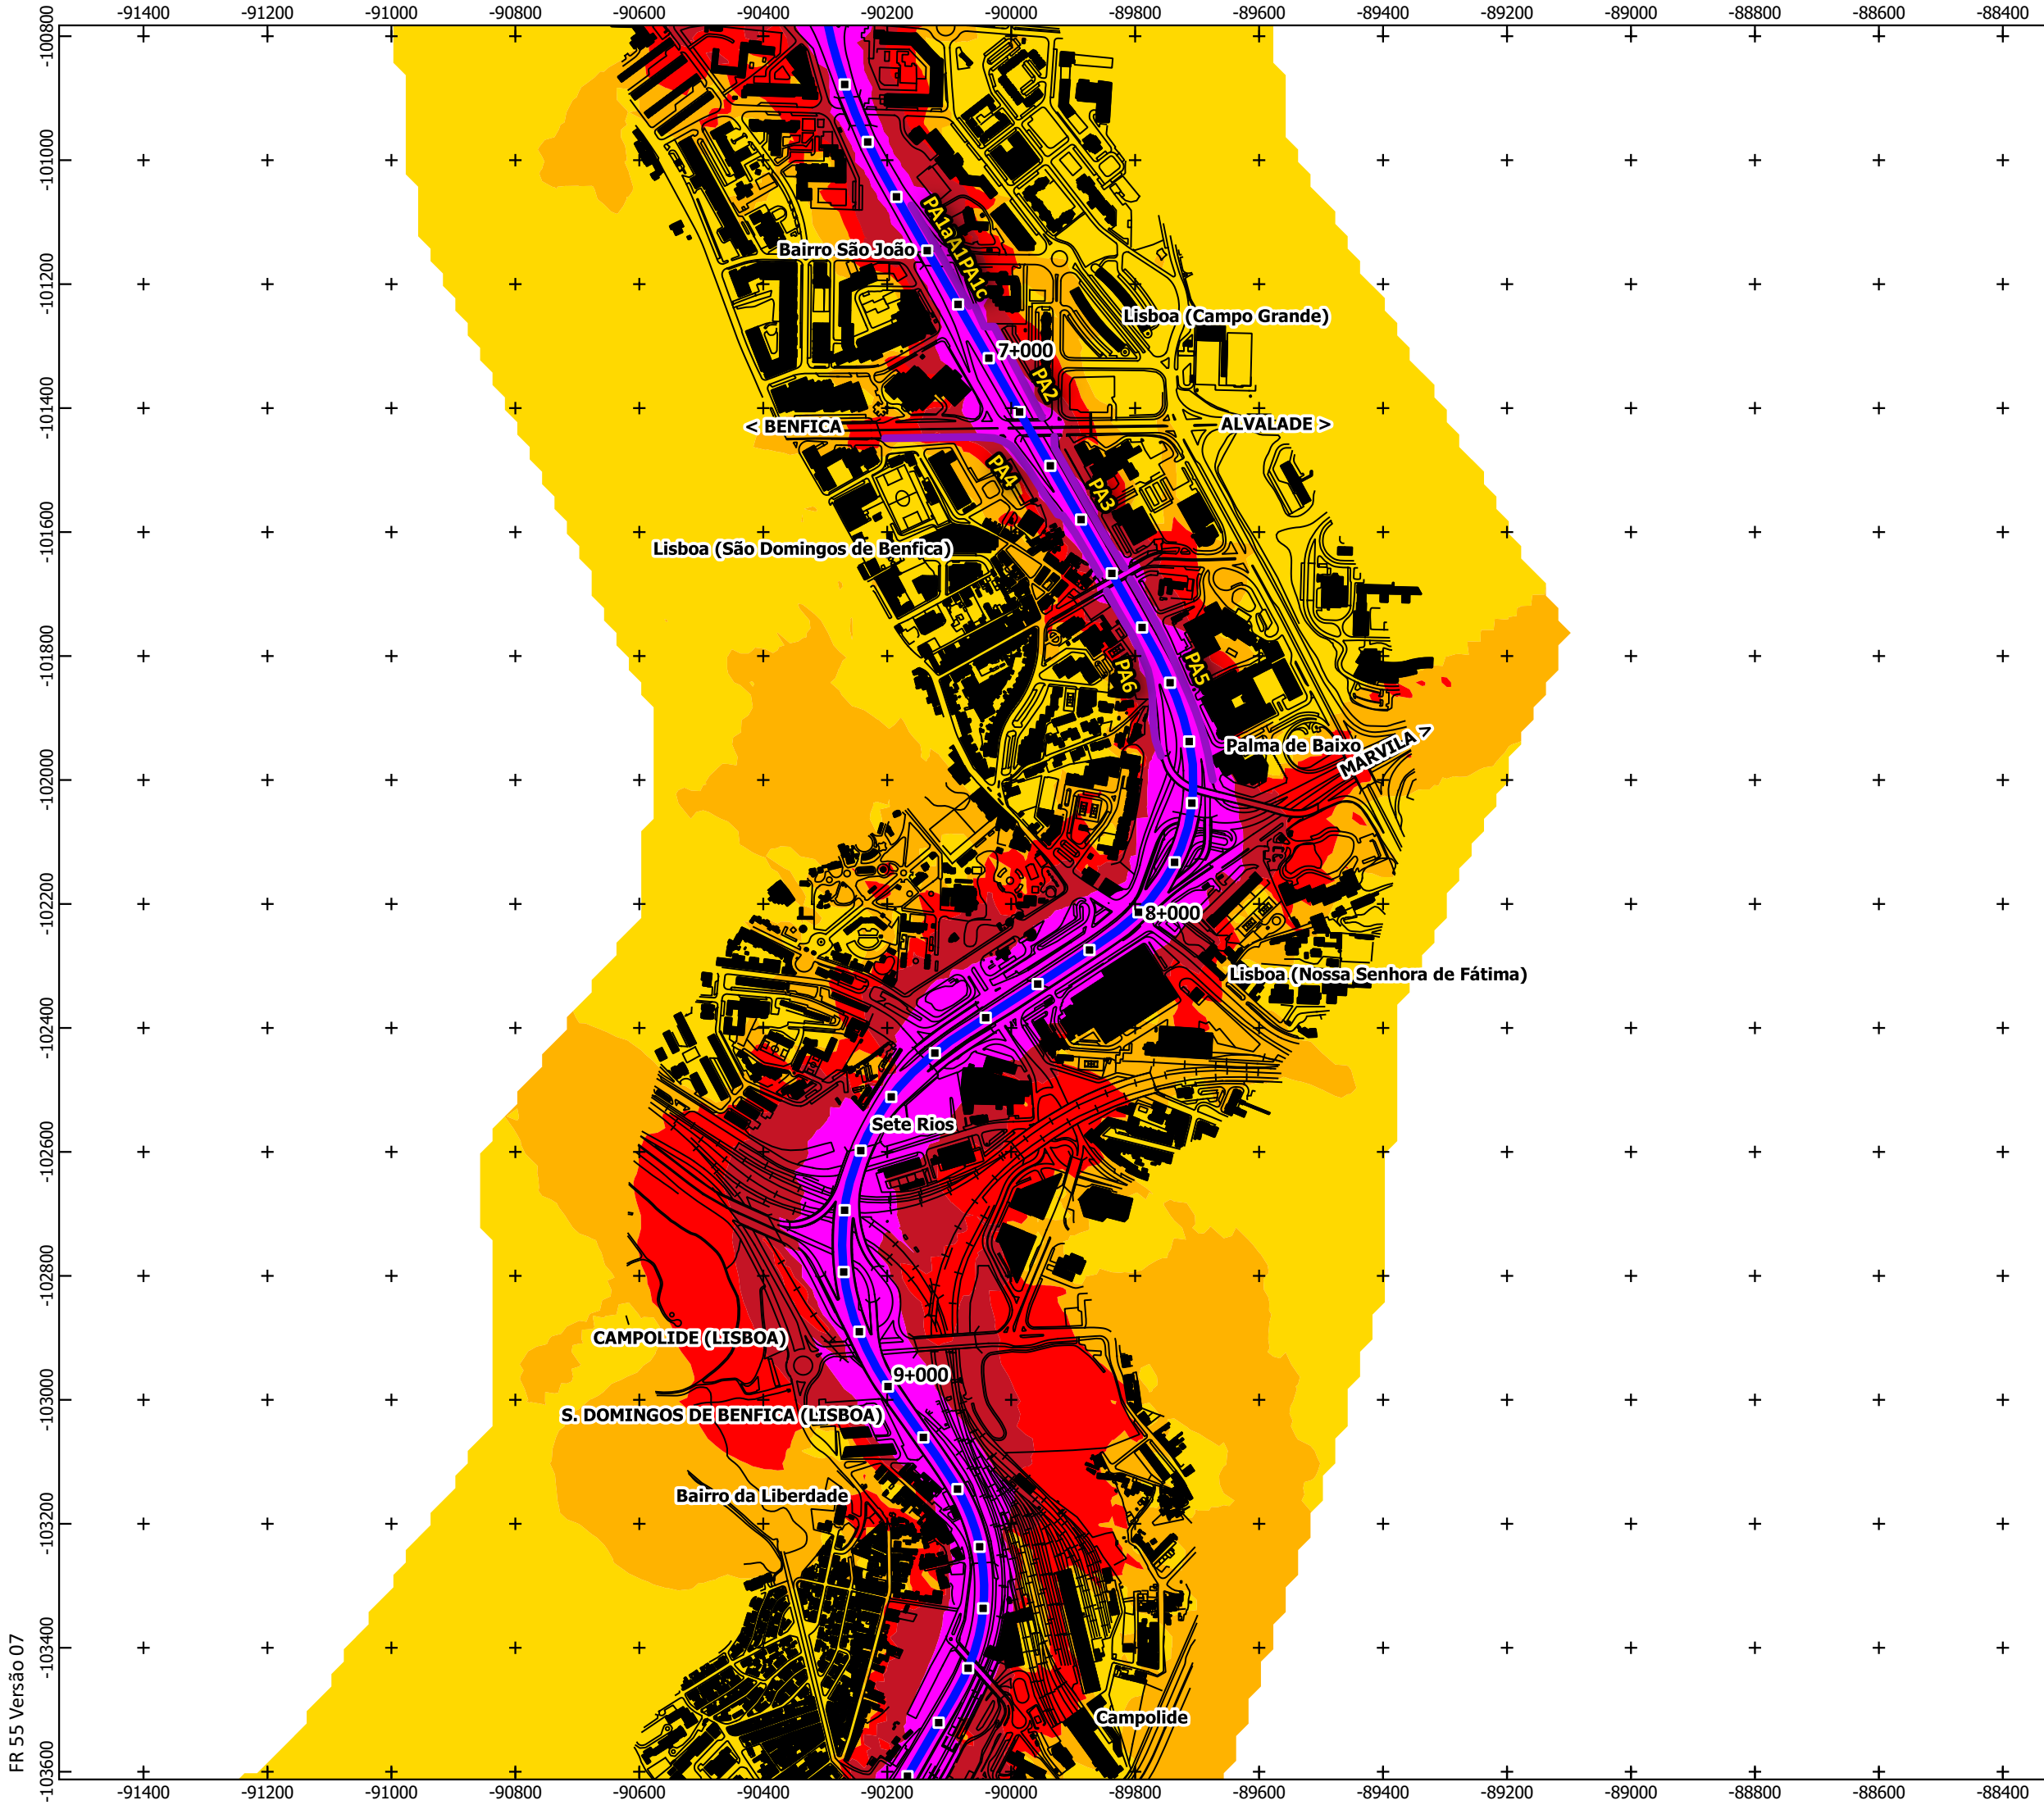 -91400 -91200 -91000 -90800 -90600 -90400 -90200 -90000 -89800 -89600 -89400 -89200 -89000 -88800 -88600 -88400
-100800
-101000
-101200
-101400
-101600
-101800
-102000
-102200
-102400
-102600
-102800
-103000
-103200
-103400
-103600
PA1aA1PA1c
Bairro São João
Lisboa (Campo Grande)
7+000
PA2
< BENFICA
ALVALADE >
PA4
PA3
Lisboa (São Domingos de Benfica)
PA6
PA5
Palma de Baixo
MARVILA >
8+000
Lisboa (Nossa Senhora de Fátima)
Sete Rios
CAMPOLIDE (LISBOA)
9+000
S. DOMINGOS DE BENFICA (LISBOA)
Bairro da Liberdade
Campolide
FR 55 Versão 07
-91400 -91200 -91000 -90800 -90600 -90400 -90200 -90000 -89800 -89600 -89400 -89200 -89000 -88800 -88600 -88400